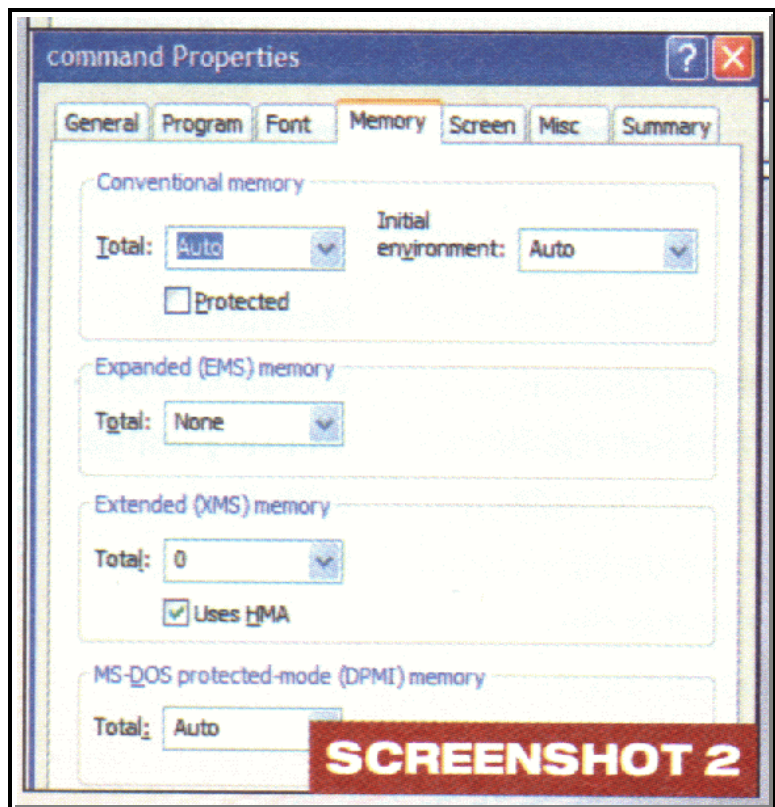 command Properties
?
General Program Font Memory Screen Misc Summary
Conventional memory
Total: Auto
Initial
environment: Auto
Protected
Expanded (EMS) memory
Total: None
Extended (XMS) memory
Total: 0
Uses HMA
MS-DOS protected-mode (DPMI) memory
Total: Auto
SCREENSHOT 2